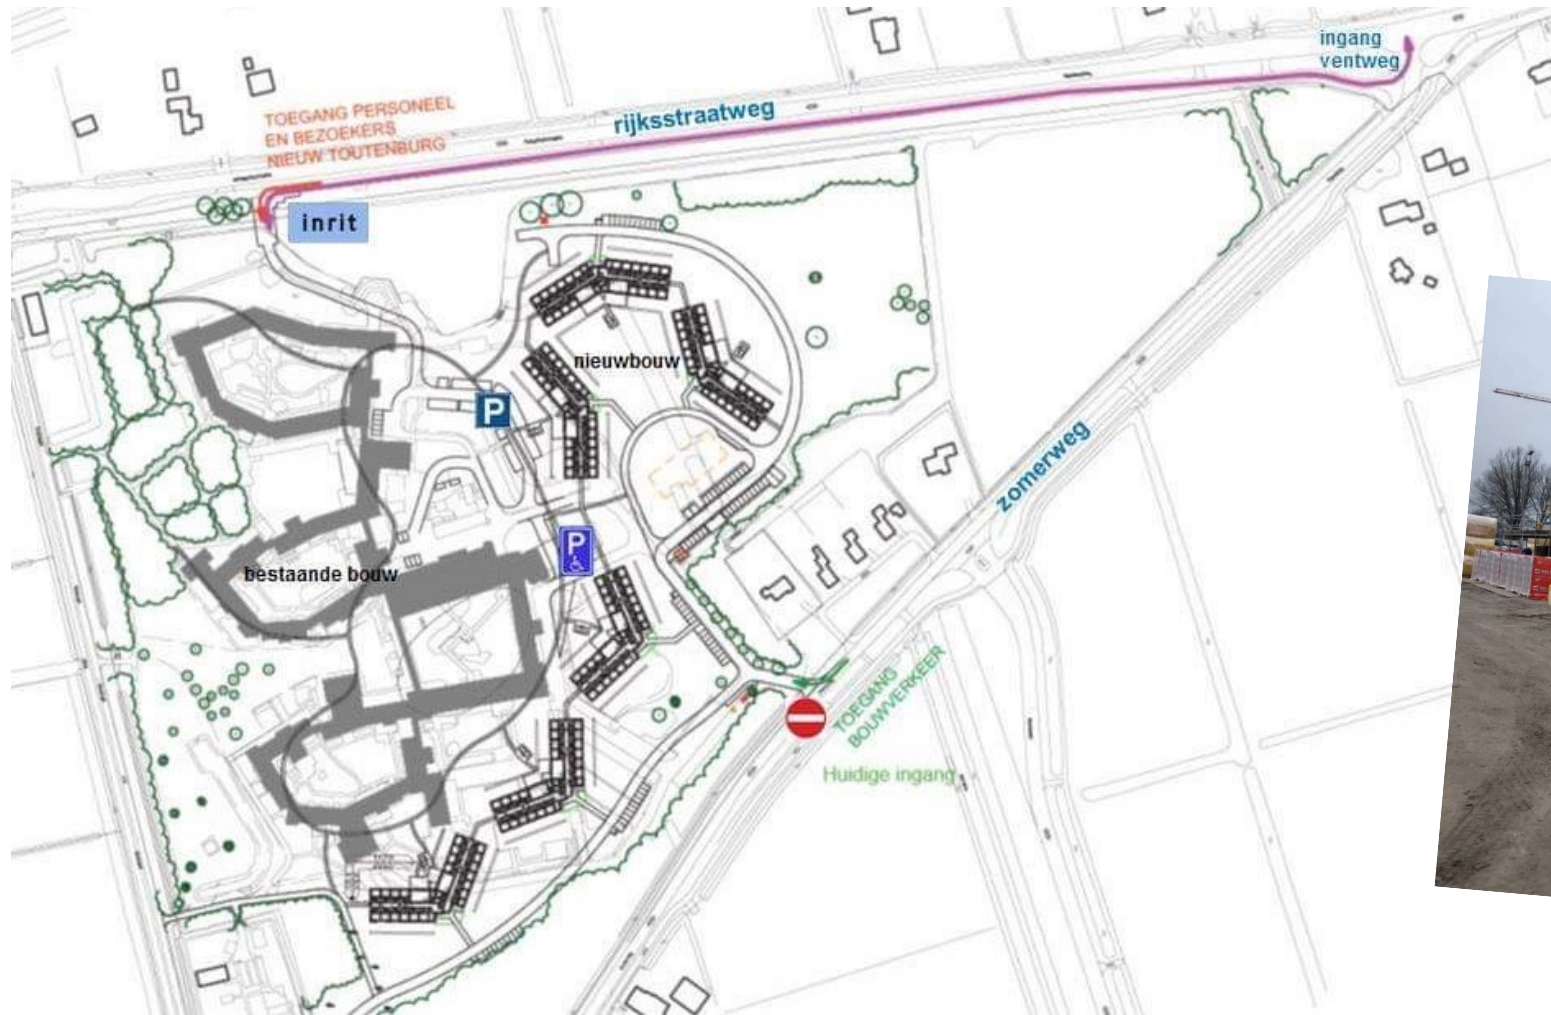 ingang
ventweg
rijksstraatweg
TOEGANG PERSONEEL
EN BEZOEKERS
NIEUW TOUTENBURG
inrit
nieuwbouw
P
zomerweg
P
bestaande bouw
TOEGANG
BOUWVERKEER
Huidige ingang